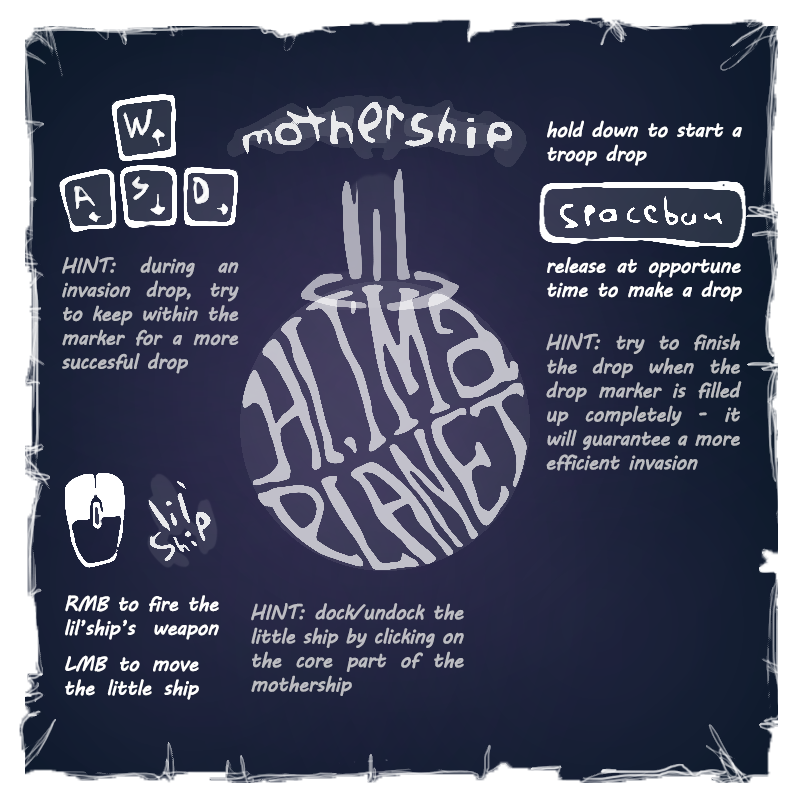 mothership
W
A S D
HINT: during an
invasion drop, try
to keep within the
marker for a more
succesful drop
hold down to start a
troop drop
spacebun
release at opportune
time to make a drop
HINT: try to finish
the drop when the
drop marker is filled
up completely - it
will guarantee a more
efficient invasion
HI, I'M a
PLANET
lil'
ship
RMB to fire the
lil'ship's weapon
LMB to move
the little ship
HINT: dock/undock the
little ship by clicking on
the core part of the
mothership